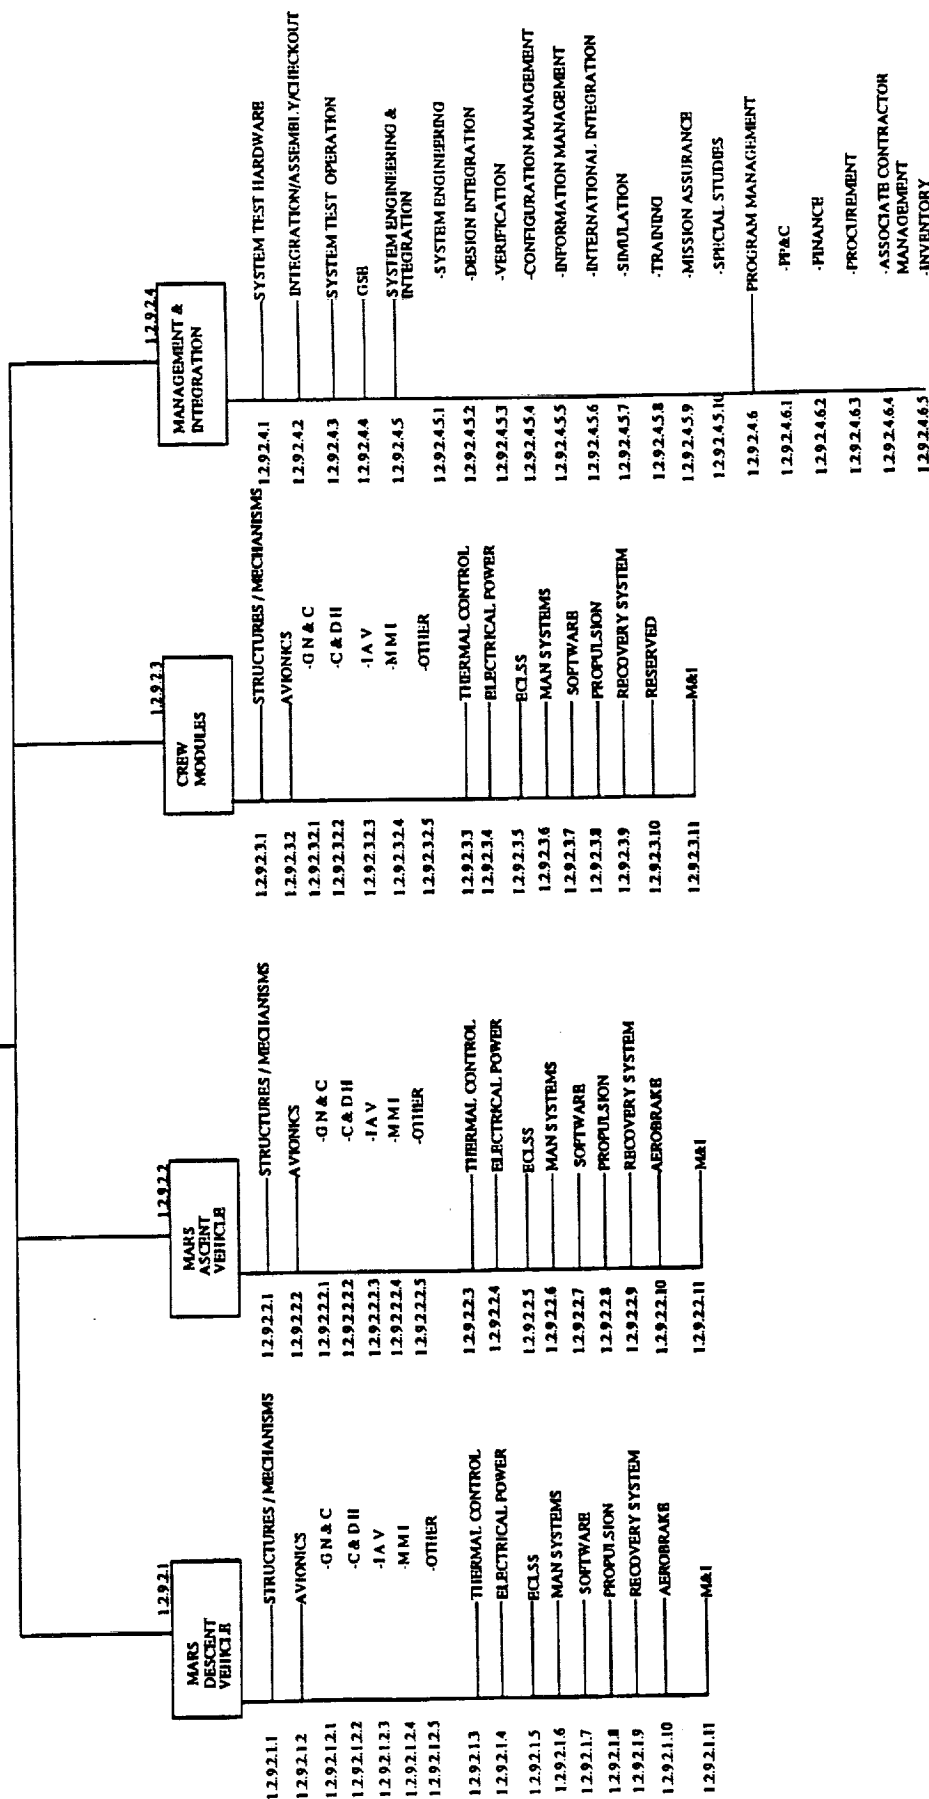 1.2.9.2.1
MARS
DESCENT
VEHICLE
1.2.9.2.1.1 STRUCTURES / MECHANISMS
1.2.9.2.1.2 AVIONICS
1.2.9.2.1.2.1 -G N & C
1.2.9.2.1.2.2 -C & D H
1.2.9.2.1.2.3 -I A V
1.2.9.2.1.2.4 -M M I
1.2.9.2.1.2.5 -OTHER
1.2.9.2.1.3 THERMAL CONTROL
1.2.9.2.1.4 ELECTRICAL POWER
1.2.9.2.1.5 ECLSS
1.2.9.2.1.6 MAN SYSTEMS
1.2.9.2.1.7 SOFTWARE
1.2.9.2.1.8 PROPULSION
1.2.9.2.1.9 RECOVERY SYSTEM
1.2.9.2.1.10 AEROBRAKE
1.2.9.2.1.11 M&I
1.2.9.2.2
MARS
ASCENT
VEHICLE
1.2.9.2.2.1 STRUCTURES / MECHANISMS
1.2.9.2.2.2 AVIONICS
1.2.9.2.2.2.1 -G N & C
1.2.9.2.2.2.2 -C & D H
1.2.9.2.2.2.3 -I A V
1.2.9.2.2.2.4 -M M I
1.2.9.2.2.2.5 -OTHER
1.2.9.2.2.3 THERMAL CONTROL
1.2.9.2.2.4 ELECTRICAL POWER
1.2.9.2.2.5 ECLSS
1.2.9.2.2.6 MAN SYSTEMS
1.2.9.2.2.7 SOFTWARE
1.2.9.2.2.8 PROPULSION
1.2.9.2.2.9 RECOVERY SYSTEM
1.2.9.2.2.10 AEROBRAKE
1.2.9.2.2.11 M&I
1.2.9.2.3
CREW
MODULES
1.2.9.2.3.1 STRUCTURES / MECHANISMS
1.2.9.2.3.2 AVIONICS
1.2.9.2.3.2.1 -G N & C
1.2.9.2.3.2.2 -C & D H
1.2.9.2.3.2.3 -I A V
1.2.9.2.3.2.4 -M M I
1.2.9.2.3.2.5 -OTHER
1.2.9.2.3.3 THERMAL CONTROL
1.2.9.2.3.4 ELECTRICAL POWER
1.2.9.2.3.5 ECLSS
1.2.9.2.3.6 MAN SYSTEMS
1.2.9.2.3.7 SOFTWARE
1.2.9.2.3.8 PROPULSION
1.2.9.2.3.9 RECOVERY SYSTEM
1.2.9.2.3.10 RESERVED
1.2.9.2.3.11 M&I
1.2.9.2.4
MANAGEMENT &
INTEGRATION
1.2.9.2.4.1 SYSTEM TEST HARDWARE
1.2.9.2.4.2 INTEGRATION/ASSEMBLY/CHECKOUT
1.2.9.2.4.3 SYSTEM TEST OPERATION
1.2.9.2.4.4 GSE
1.2.9.2.4.5 SYSTEM ENGINEERING &
INTEGRATION
1.2.9.2.4.5.1 -SYSTEM ENGINEERING
1.2.9.2.4.5.2 -DESIGN INTEGRATION
1.2.9.2.4.5.3 -VERIFICATION
1.2.9.2.4.5.4 -CONFIGURATION MANAGEMENT
1.2.9.2.4.5.5 -INFORMATION MANAGEMENT
1.2.9.2.4.5.6 -INTERNATIONAL INTEGRATION
1.2.9.2.4.5.7 -SIMULATION
1.2.9.2.4.5.8 -TRAINING
1.2.9.2.4.5.9 -MISSION ASSURANCE
1.2.9.2.4.5.10 -SPECIAL STUDIES
1.2.9.2.4.6 PROGRAM MANAGEMENT
1.2.9.2.4.6.1 -PP&C
1.2.9.2.4.6.2 -FINANCE
1.2.9.2.4.6.3 -PROCUREMENT
1.2.9.2.4.6.4 -ASSOCIATE CONTRACTOR
MANAGEMENT
1.2.9.2.4.6.5 -INVENTORY